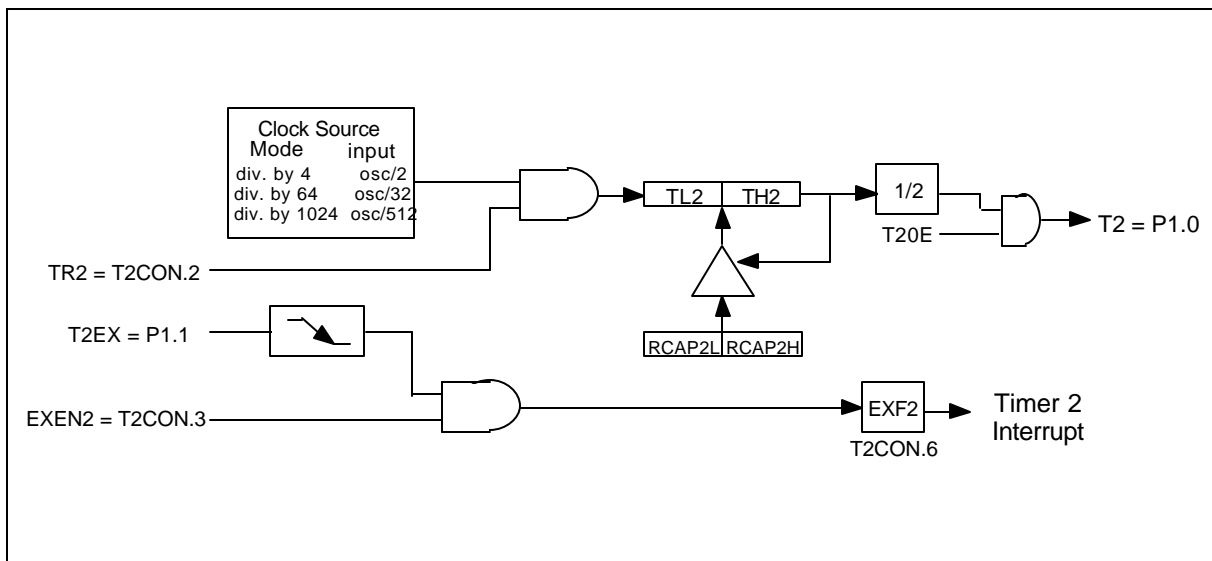 Clock Source
Mode input
div. by 4 osc/2
div. by 64 osc/32
div. by 1024 osc/512
TL2 TH2
1/2
T20E
T2 = P1.0
TR2 = T2CON.2
T2EX = P1.1
RCAP2L RCAP2H
EXEN2 = T2CON.3
EXF2
T2CON.6
Timer 2
Interrupt